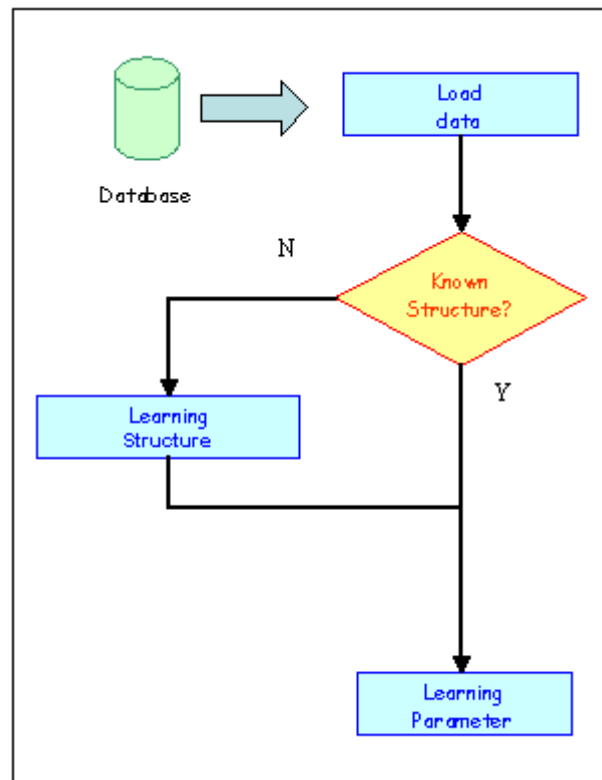 Load
data
Database
N
Known
Structure?
Y
Learning
Structure
Learning
Parameter